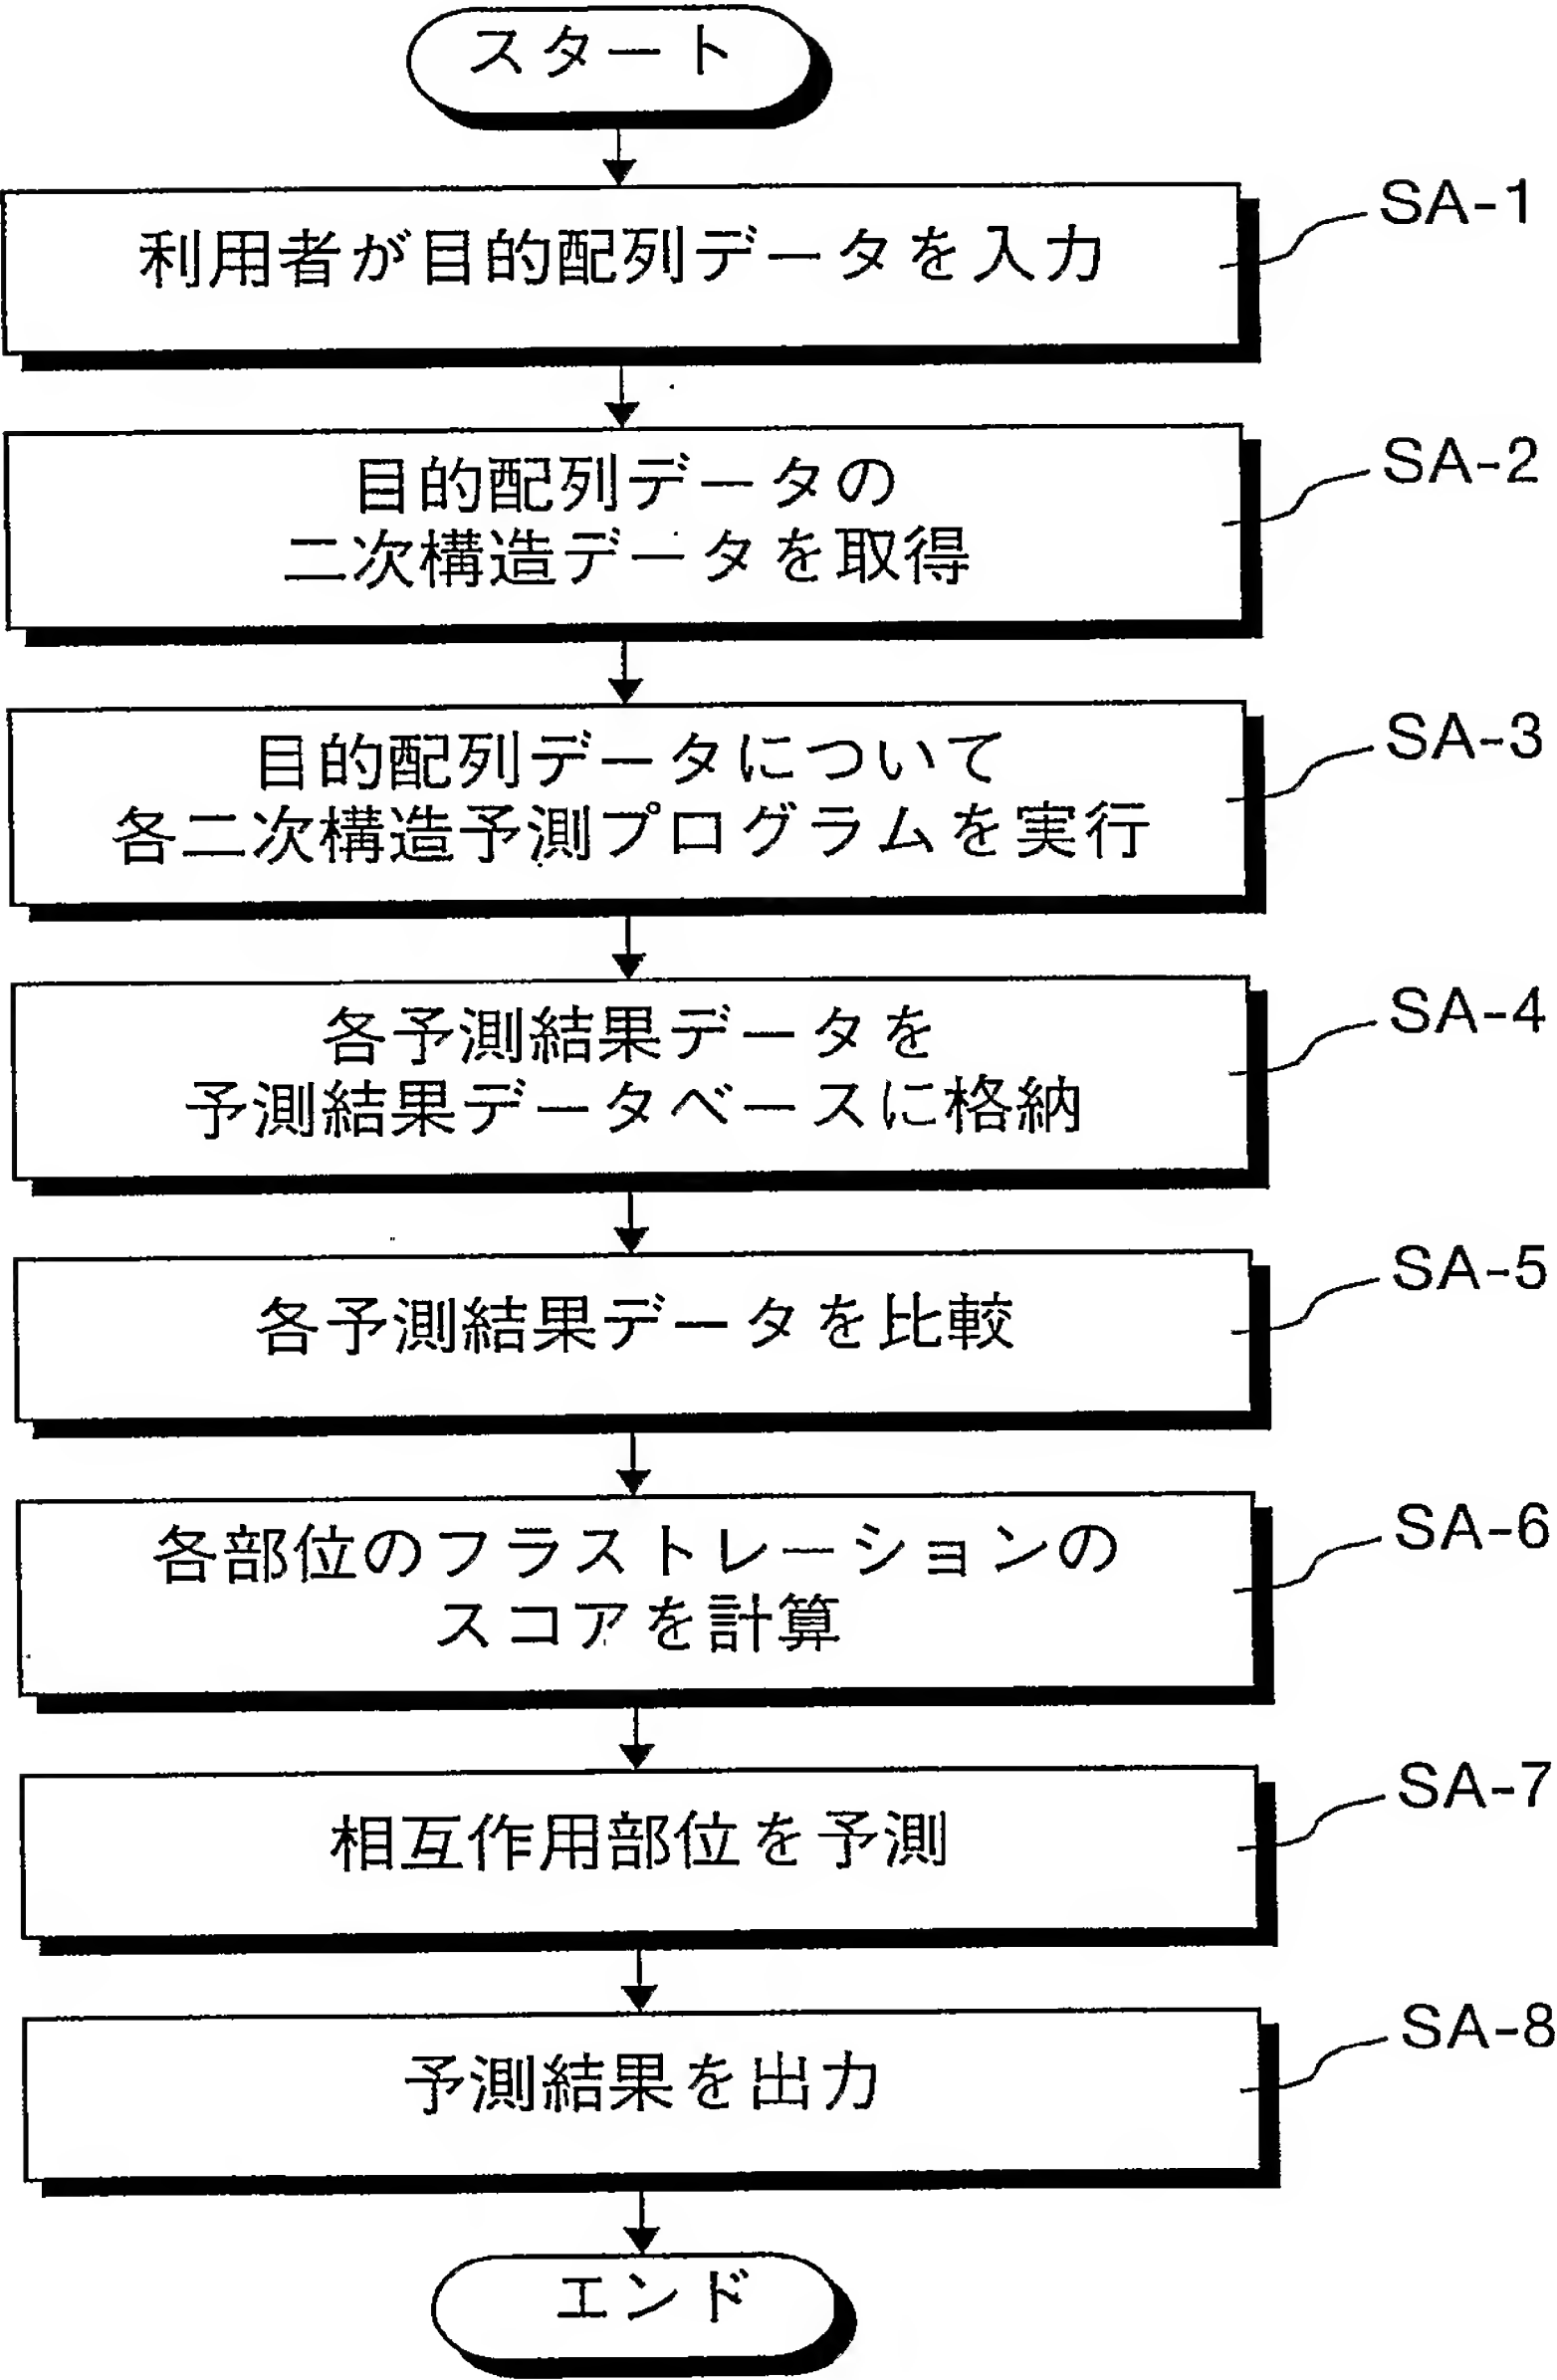 スタート
利用者が目的配列データを入力
SA-1
目的配列データの
二次構造データを取得
SA-2
目的配列データについて
各二次構造予測プログラムを実行
SA-3
各予測結果データを
予測結果データベースに格納
SA-4
各予測結果データを比較
SA-5
各部位のフラストレーションの
スコアを計算
SA-6
相互作用部位を予測
SA-7
予測結果を出力
SA-8
エンド